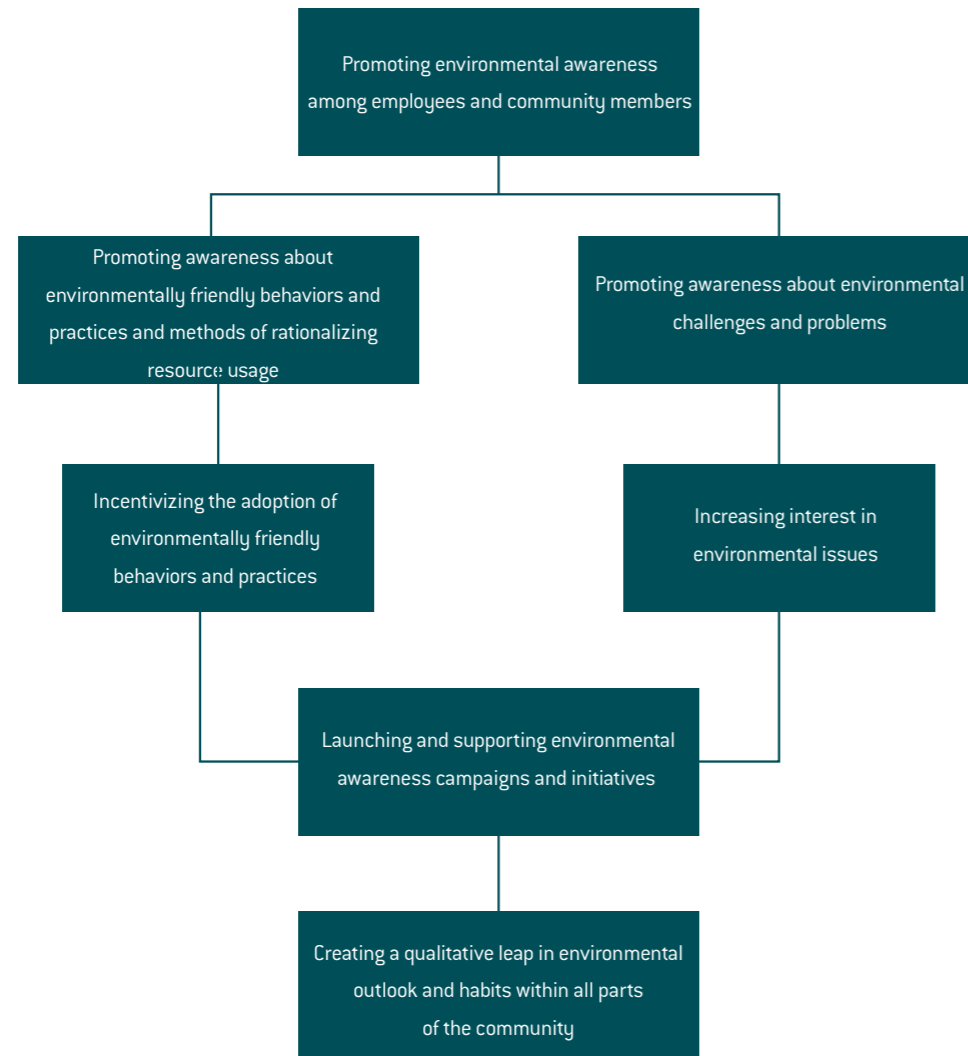 Promoting environmental awareness
among employees and community members
Promoting awareness about
environmentally friendly behaviors and
practices and methods of rationalizing
resource usage
Promoting awareness about environmental
challenges and problems
Incentivizing the adoption of
environmentally friendly
behaviors and practices
Increasing interest in
environmental issues
Launching and supporting environmental
awareness campaigns and initiatives
Creating a qualitative leap in environmental
outlook and habits within all parts
of the community